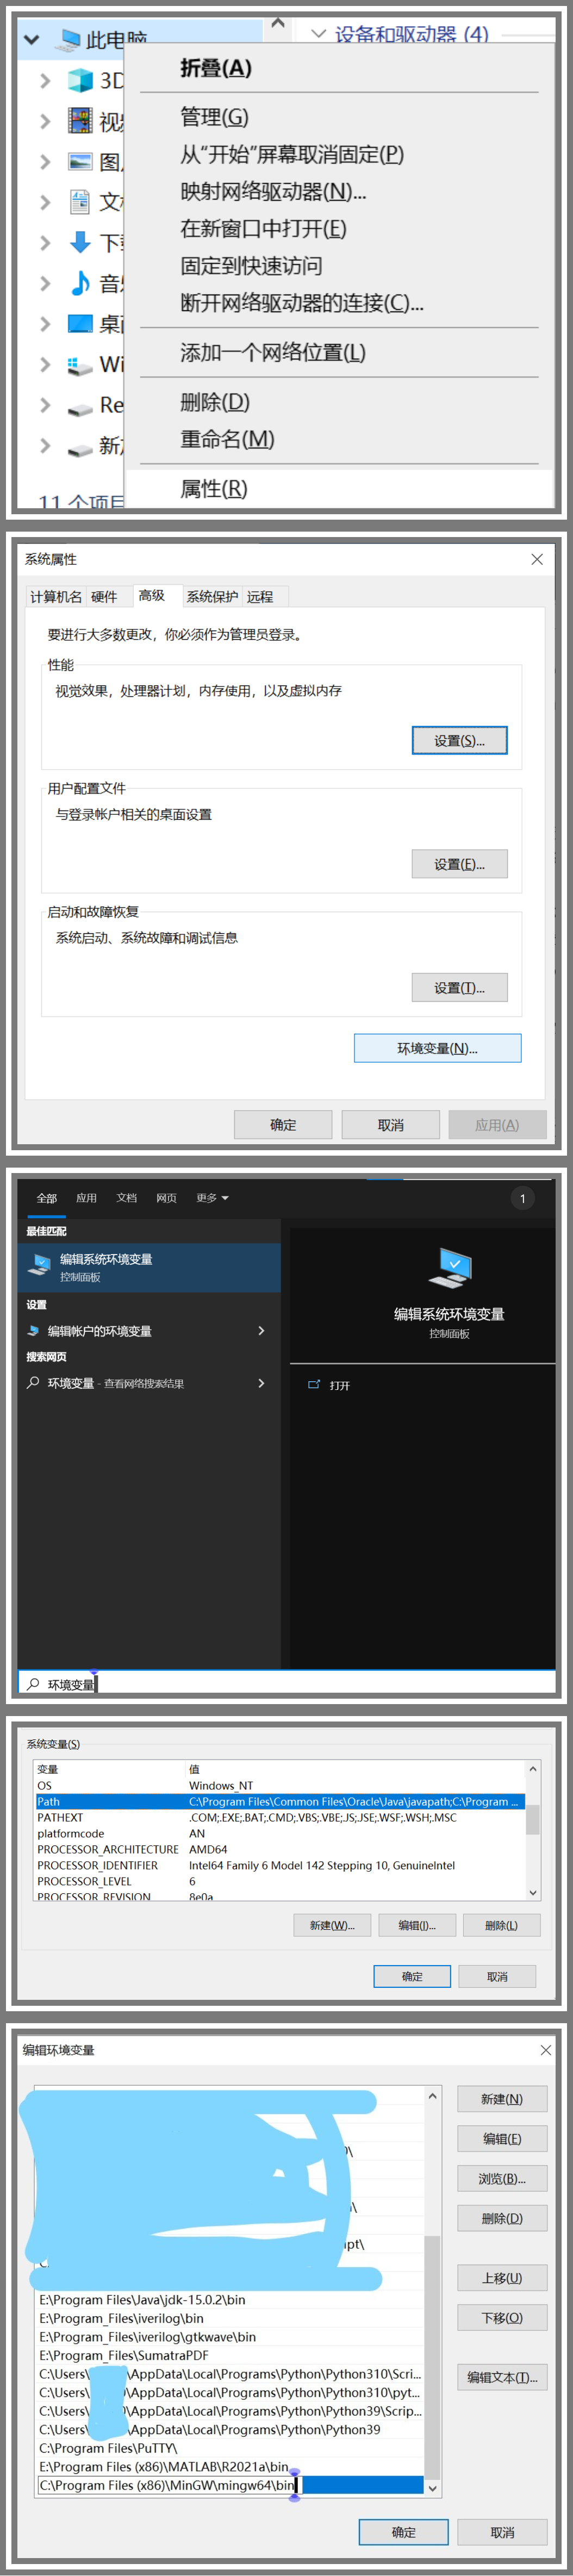 此电脑
设备和驱动器 (4)
折叠(A)
3D
管理(G)
从“开始”屏幕取消固定(P)
映射网络驱动器(N)...
在新窗口中打开(E)
固定到快速访问
断开网络驱动器的连接(C)...
添加一个网络位置(L)
删除(D)
重命名(M)
属性(R)
11 个项目
系统属性
计算机名 硬件 高级 系统保护 远程
要进行大多数更改，你必须作为管理员登录。
性能
视觉效果，处理器计划，内存使用，以及虚拟内存
设置(S)...
用户配置文件
与登录帐户相关的桌面设置
设置(E)...
启动和故障恢复
系统启动、系统故障和调试信息
设置(T)...
环境变量(N)...
确定 取消 应用(A)
全部 应用 文档 网页 更多 1
最佳匹配
编辑系统环境变量
控制面板
设置
编辑帐户的环境变量
搜索网页
环境变量 - 查看网络搜索结果
编辑系统环境变量
控制面板
打开
环境变量
系统变量(S)
变量 值
OS Windows_NT
Path C:\Program Files\Common Files\Oracle\Java\javapath;C:\Program ...
PATHEXT .COM;.EXE;.BAT;.CMD;.VBS;.VBE;.JS;.JSE;.WSF;.WSH;.MSC
platformcode AN
PROCESSOR_ARCHITECTURE AMD64
PROCESSOR_IDENTIFIER Intel64 Family 6 Model 142 Stepping 10, GenuineIntel
PROCESSOR_LEVEL 6
PROCESSOR_REVISION 8e0a
新建(W)... 编辑(I)... 删除(L)
确定 取消
编辑环境变量
新建(N)
编辑(E)
浏览(B)...
删除(D)
上移(U)
下移(O)
编辑文本(T)...
E:\Program Files\Java\jdk-15.0.2\bin
E:\Program_Files\iverilog\bin
E:\Program_Files\iverilog\gtkwave\bin
E:\Program_Files\SumatraPDF
C:\Users\ \AppData\Local\Programs\Python\Python310\Scri...
C:\Users\ \AppData\Local\Programs\Python\Python310\pyt...
C:\Users\ \AppData\Local\Programs\Python\Python39\Scrip...
C:\Users\ \AppData\Local\Programs\Python\Python39
C:\Program Files\PuTTY\
E:\Program Files (x86)\MATLAB\R2021a\bin
C:\Program Files (x86)\MinGW\mingw64\bin
确定 取消